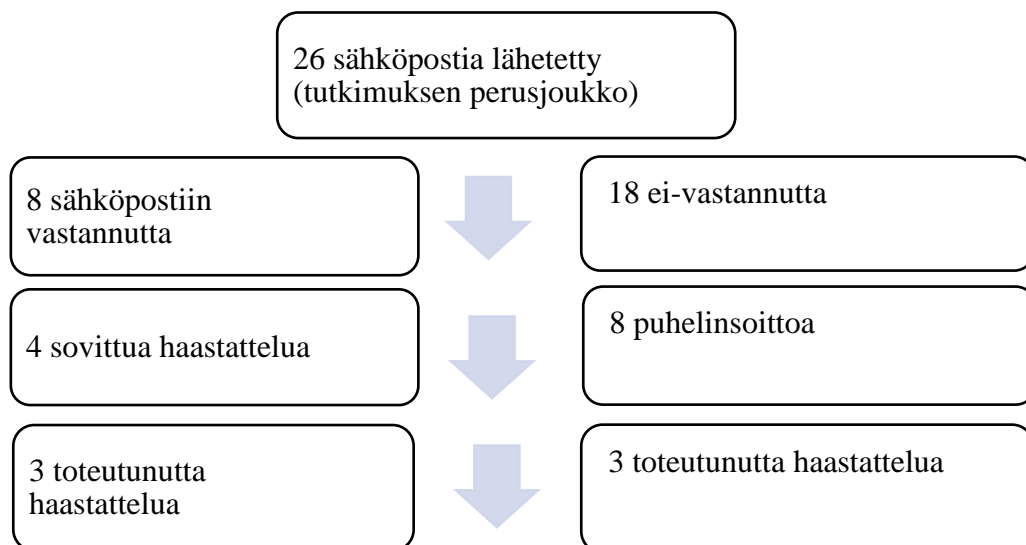 26 sähköpostia lähetetty
(tutkimuksen perusjoukko)
8 sähköpostiin
vastannutta
18 ei-vastannutta
4 sovittua haastattelua
8 puhelinsoittoa
3 toteutunutta
haastattelua
3 toteutunutta haastattelua